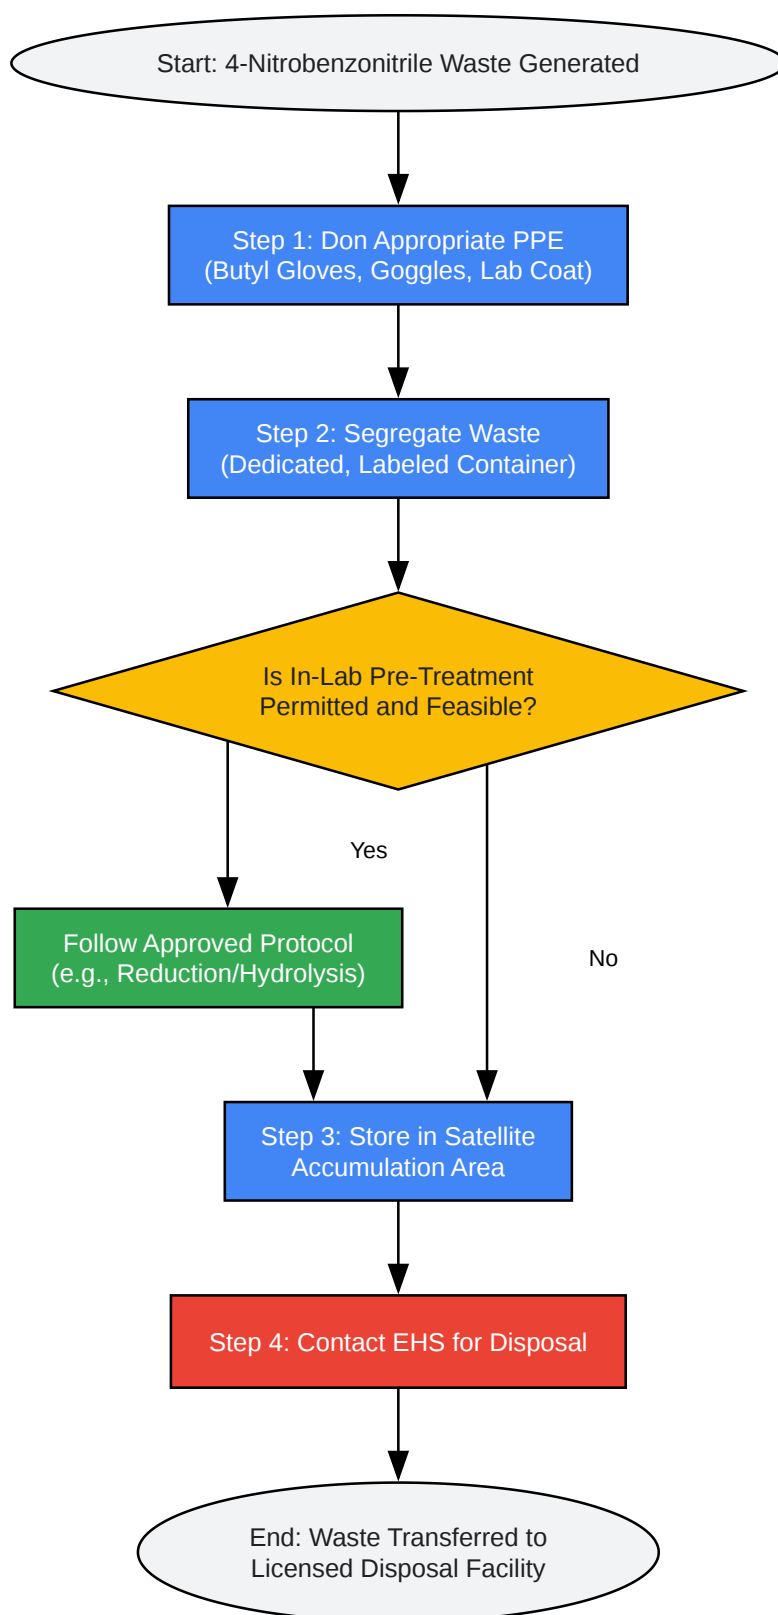 Start: 4-Nitrobenzonitrile Waste Generated
Step 1: Don Appropriate PPE
(Butyl Gloves, Goggles, Lab Coat)
Step 2: Segregate Waste
(Dedicated, Labeled Container)
Is In-Lab Pre-Treatment
Permitted and Feasible?
Yes
Follow Approved Protocol
(e.g., Reduction/Hydrolysis)
No
Step 3: Store in Satellite
Accumulation Area
Step 4: Contact EHS for Disposal
End: Waste Transferred to
Licensed Disposal Facility